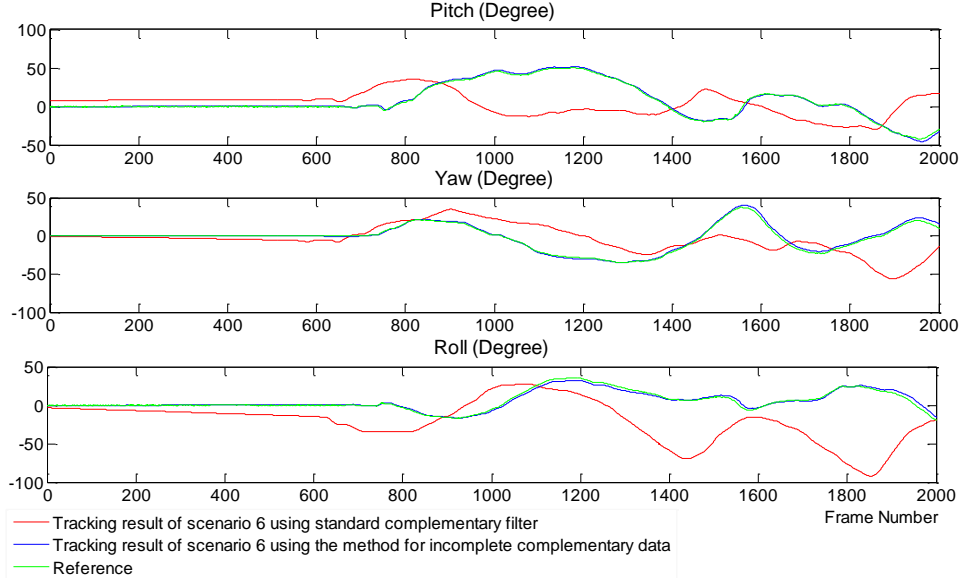 Pitch (Degree)
100
50
0
-50
0 200 400 600 800 1000 1200 1400 1600 1800 2000
Yaw (Degree)
50
0
-50
-100
0 200 400 600 800 1000 1200 1400 1600 1800 2000
Roll (Degree)
50
0
-50
-100
0 200 400 600 800 1000 1200 1400 1600 1800 2000
Frame Number
Tracking result of scenario 6 using standard complementary filter
Tracking result of scenario 6 using the method for incomplete complementary data
Reference